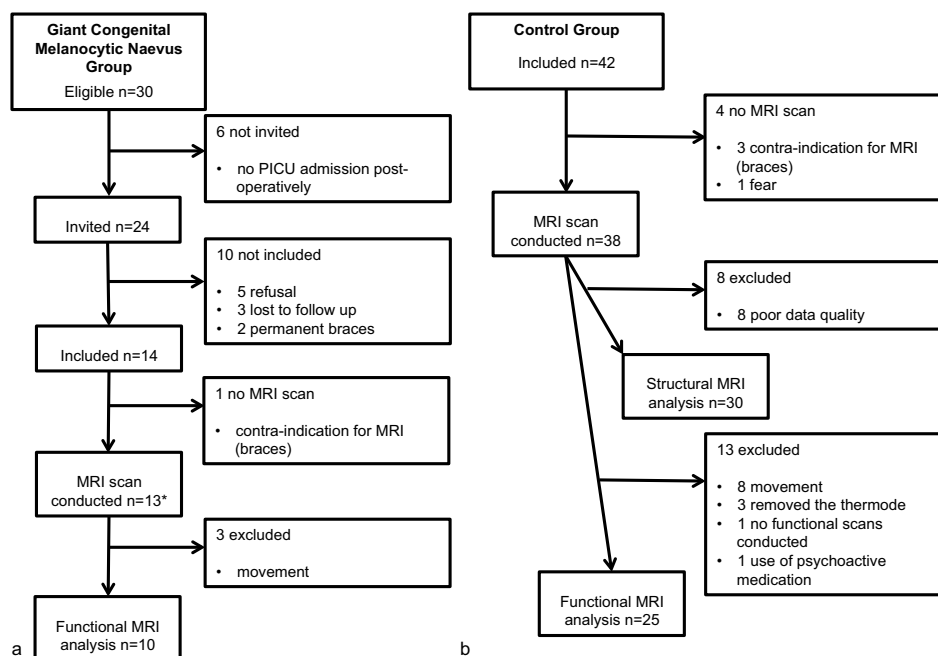 Giant Congenital
Melanocytic Naevus
Group
Eligible n=30
6 not invited
• no PICU admission post-
operatively
Invited n=24
10 not included
• 5 refusal
• 3 lost to follow up
• 2 permanent braces
Included n=14
1 no MRI scan
• contra-indication for MRI
(braces)
MRI scan
conducted n=13*
3 excluded
• movement
Functional MRI
analysis n=10
a
Control Group
Included n=42
4 no MRI scan
• 3 contra-indication for MRI
(braces)
• 1 fear
MRI scan
conducted n=38
8 excluded
• 8 poor data quality
Structural MRI
analysis n=30
13 excluded
• 8 movement
• 3 removed the thermode
• 1 no functional scans
conducted
• 1 use of psychoactive
medication
Functional MRI
analysis n=25
b